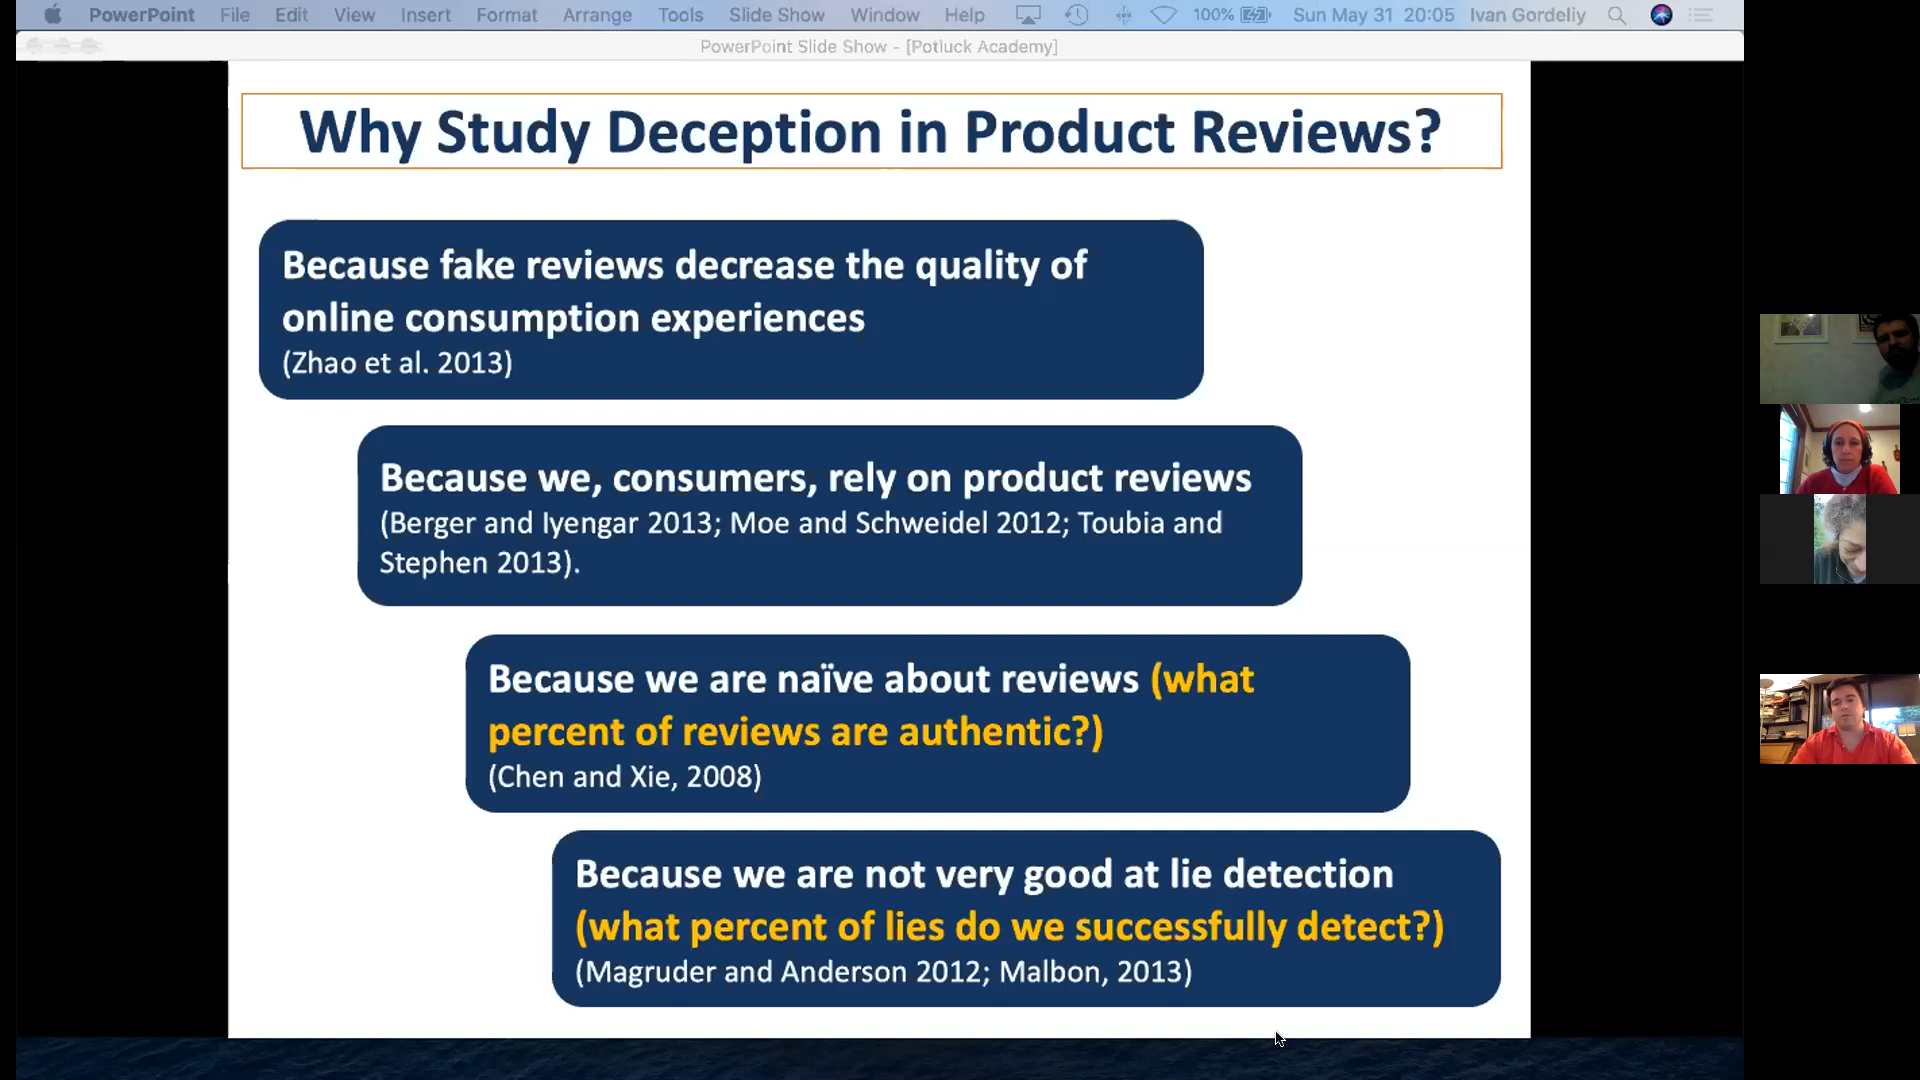 PowerPoint File Edit View Insert Format Arrange Tools Slide Show Window Help 100% Sun May 31 20:05 Ivan Gordeliy
PowerPoint Slide Show - [Potluck Academy]
Why Study Deception in Product Reviews?
Because fake reviews decrease the quality of
online consumption experiences
(Zhao et al. 2013)
Because we, consumers, rely on product reviews
(Berger and Iyengar 2013; Moe and Schweidel 2012; Toubia and
Stephen 2013).
Because we are naïve about reviews (what
percent of reviews are authentic?)
(Chen and Xie, 2008)
Because we are not very good at lie detection
(what percent of lies do we successfully detect?)
(Magruder and Anderson 2012; Malbon, 2013)